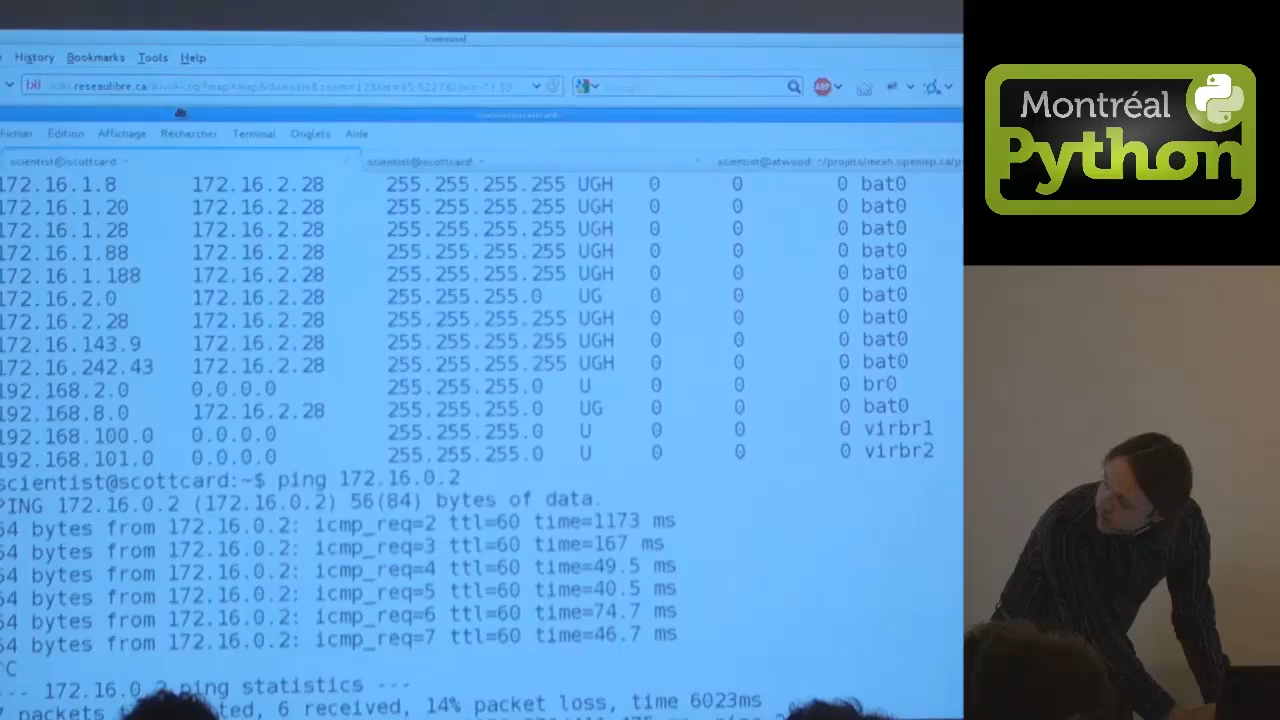 History Bookmarks Tools Help
reseaulibre.ca
Fichier Édition Affichage Rechercher Terminal Onglets Aide
scientist@scottcard scientist@scottcard scientist@atwood: ~/projets/mesh.openisp.ca/p
172.16.1.8 172.16.2.28 255.255.255.255 UGH 0 0 0 bat0
172.16.1.20 172.16.2.28 255.255.255.255 UGH 0 0 0 bat0
172.16.1.28 172.16.2.28 255.255.255.255 UGH 0 0 0 bat0
172.16.1.88 172.16.2.28 255.255.255.255 UGH 0 0 0 bat0
172.16.1.188 172.16.2.28 255.255.255.255 UGH 0 0 0 bat0
172.16.2.0 172.16.2.28 255.255.255.0 UG 0 0 0 bat0
172.16.2.28 172.16.2.28 255.255.255.255 UGH 0 0 0 bat0
172.16.143.9 172.16.2.28 255.255.255.255 UGH 0 0 0 bat0
172.16.242.43 172.16.2.28 255.255.255.255 UGH 0 0 0 bat0
192.168.2.0 0.0.0.0 255.255.255.0 U 0 0 0 br0
192.168.8.0 172.16.2.28 255.255.255.0 UG 0 0 0 bat0
192.168.100.0 0.0.0.0 255.255.255.0 U 0 0 0 virbr1
192.168.101.0 0.0.0.0 255.255.255.0 U 0 0 0 virbr2
scientist@scottcard:~$ ping 172.16.0.2
PING 172.16.0.2 (172.16.0.2) 56(84) bytes of data.
64 bytes from 172.16.0.2: icmp_req=2 ttl=60 time=1173 ms
64 bytes from 172.16.0.2: icmp_req=3 ttl=60 time=167 ms
64 bytes from 172.16.0.2: icmp_req=4 ttl=60 time=49.5 ms
64 bytes from 172.16.0.2: icmp_req=5 ttl=60 time=40.5 ms
64 bytes from 172.16.0.2: icmp_req=6 ttl=60 time=74.7 ms
64 bytes from 172.16.0.2: icmp_req=7 ttl=60 time=46.7 ms
^C
--- 172.16.0.2 ping statistics ---
7 packets ted, 6 received, 14% packet loss, time 6023ms
Montréal
Python